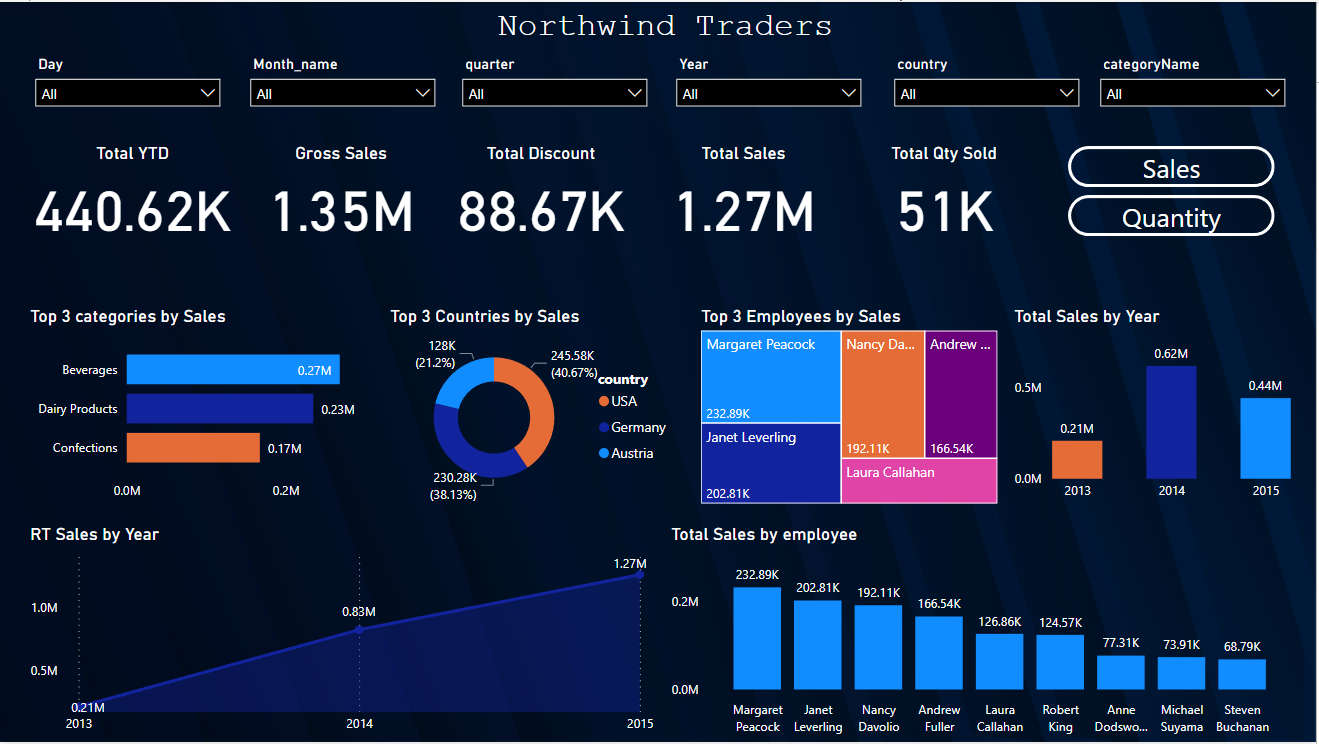 Northwind Traders
Day
Month_name
quarter
Year
country
categoryName
All
All
All
All
All
All
Total YTD
Gross Sales
Total Discount
Total Sales
Total Qty Sold
440.62K
1.35M
88.67K
1.27M
51K
Sales
Quantity
Top 3 categories by Sales
Beverages
0.27M
Dairy Products
0.23M
Confections
0.17M
0.0M
0.2M
Top 3 Countries by Sales
128K
(21.2%)
245.58K
(40.67%)
230.28K
(38.13%)
country
USA
Germany
Austria
Top 3 Employees by Sales
Margaret Peacock
232.89K
Janet Leverling
202.81K
Nancy Da...
192.11K
Andrew ...
166.54K
Laura Callahan
Total Sales by Year
0.5M
0.0M
0.21M
0.62M
0.44M
2013
2014
2015
RT Sales by Year
1.0M
0.5M
0.21M
0.83M
1.27M
2013
2014
2015
Total Sales by employee
0.2M
0.0M
232.89K
202.81K
192.11K
166.54K
126.86K
124.57K
77.31K
73.91K
68.79K
Margaret
Peacock
Janet
Leverling
Nancy
Davolio
Andrew
Fuller
Laura
Callahan
Robert
King
Anne
Dodswo...
Michael
Suyama
Steven
Buchanan